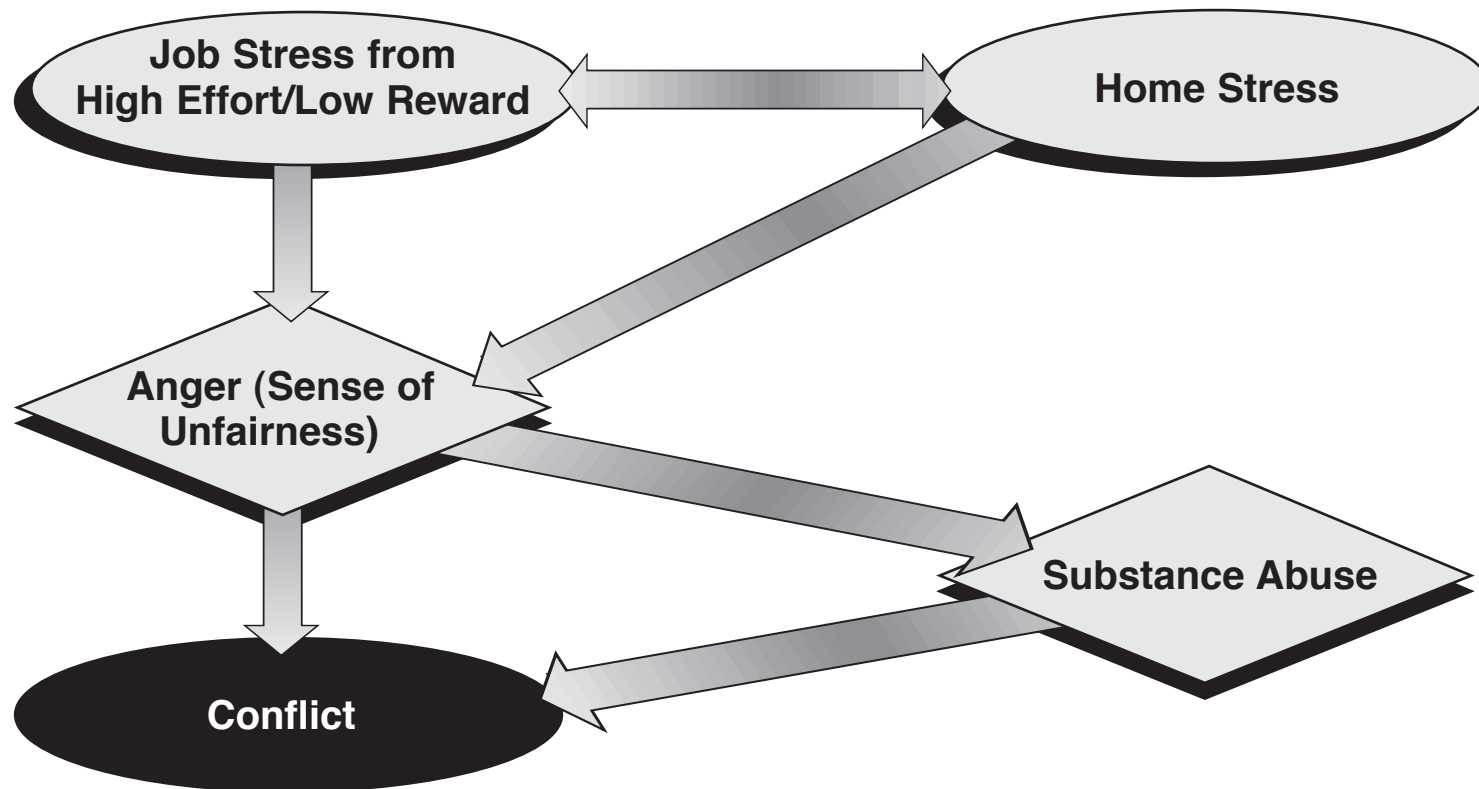 Job Stress from
High Effort/Low Reward
Home Stress
Anger (Sense of
Unfairness)
Substance Abuse
Conflict